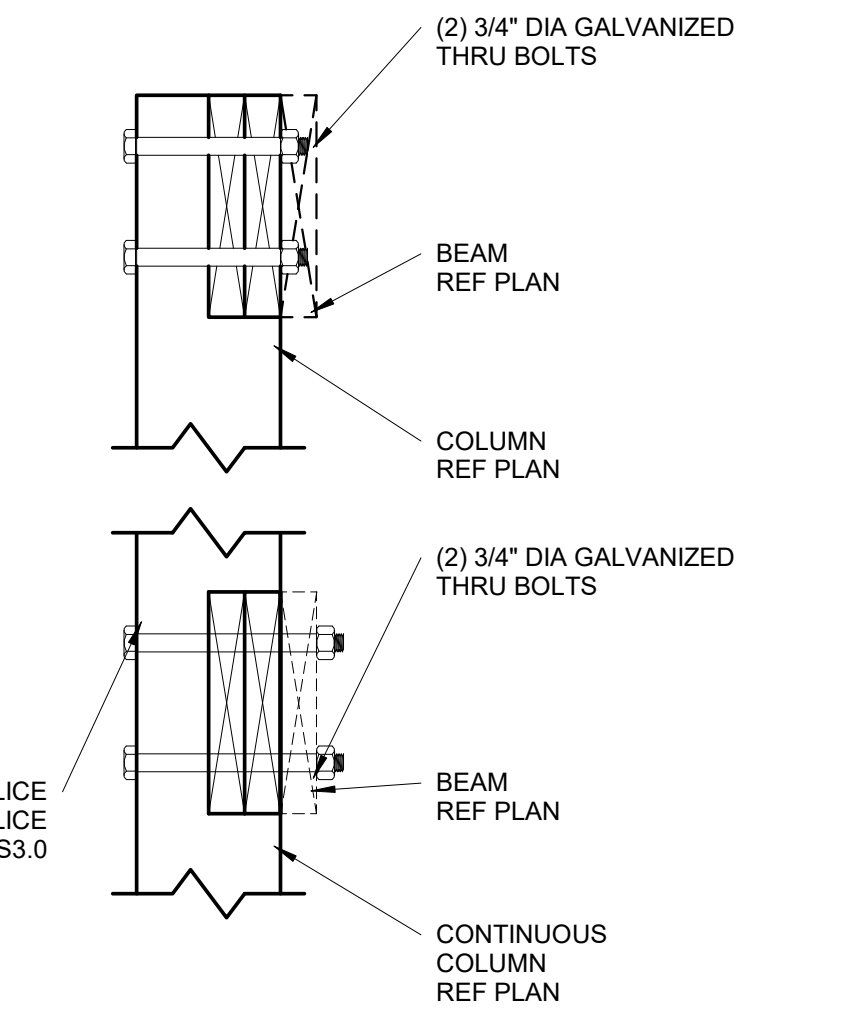 (2) 3/4" DIA GALVANIZED
THRU BOLTS
BEAM
REF PLAN
COLUMN
REF PLAN
(2) 3/4" DIA GALVANIZED
THRU BOLTS
LICE
LICE
S3.0
BEAM
REF PLAN
CONTINUOUS
COLUMN
REF PLAN